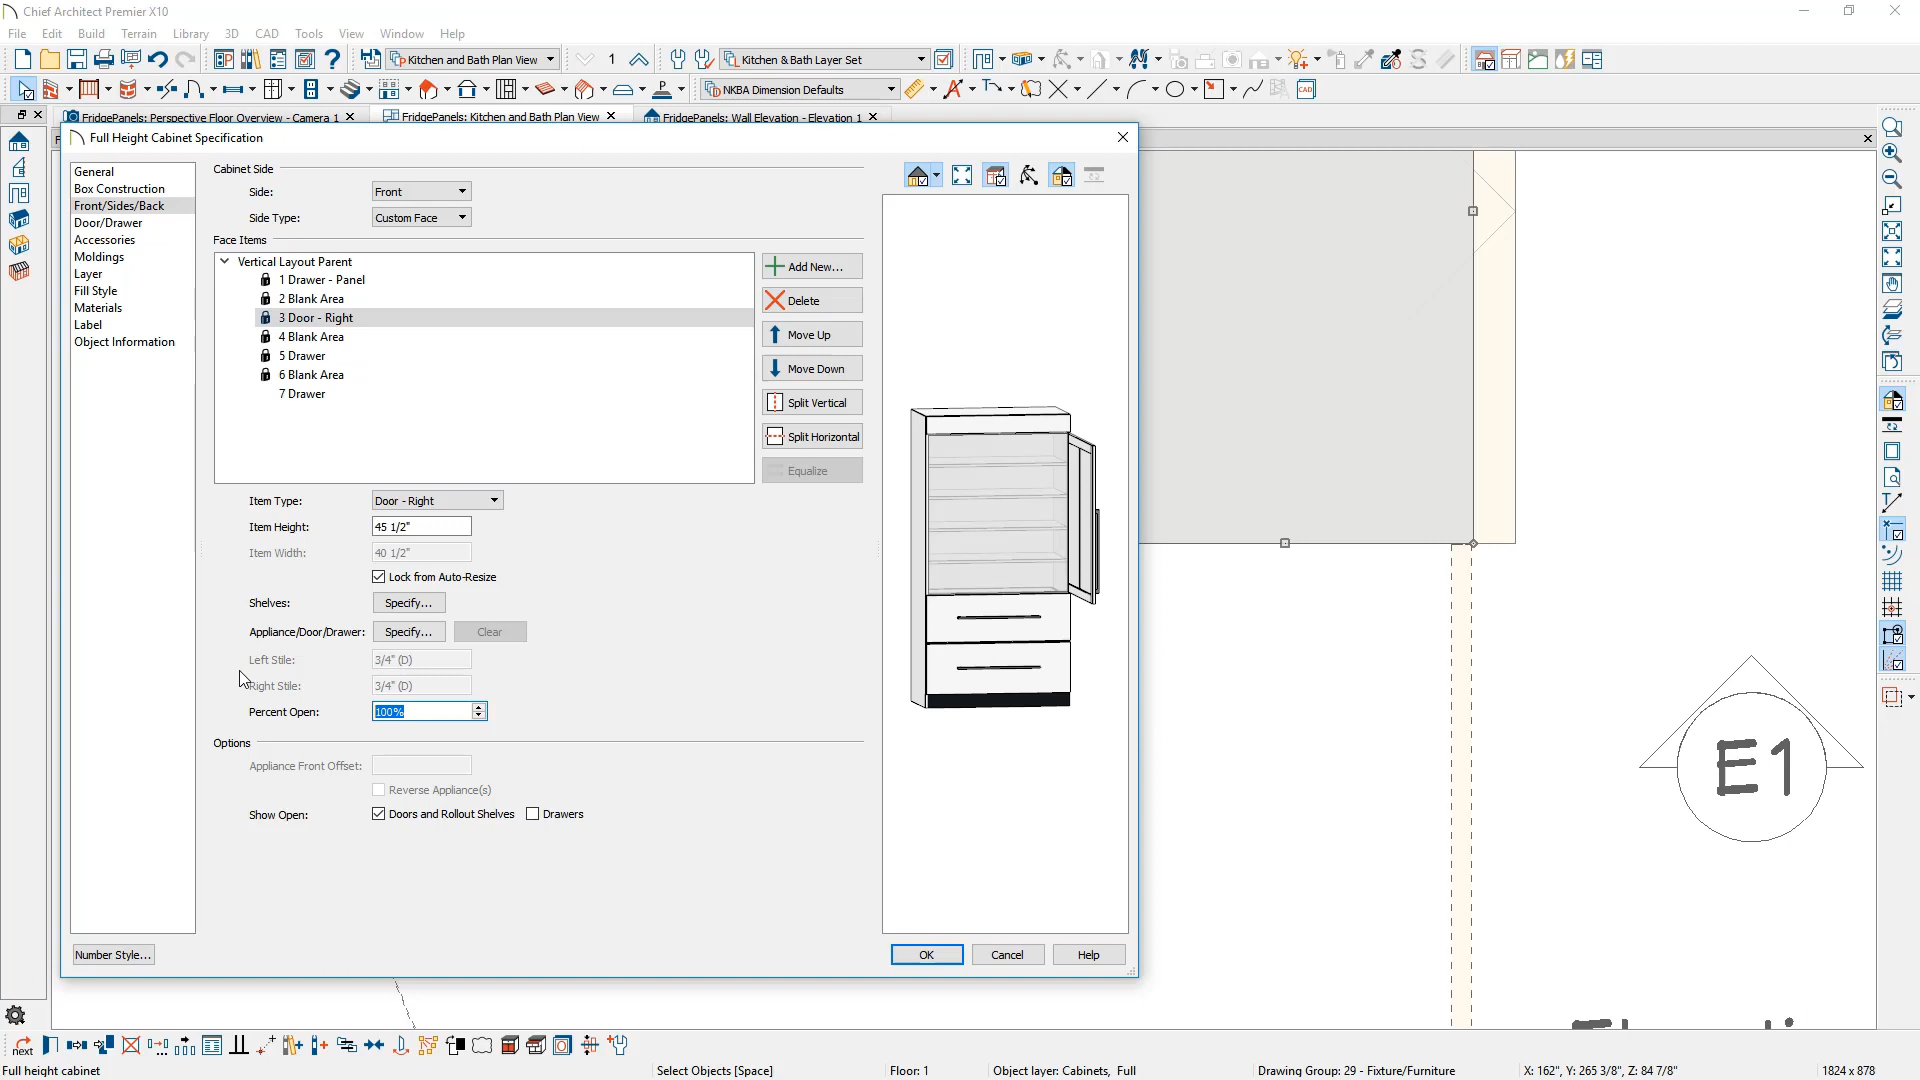 Chief Architect Premier X10
File Edit Build Terrain Library 3D CAD Tools View Window Help
Kitchen and Bath Plan View 1 Kitchen & Bath Layer Set
NKBA Dimension Defaults
CAD
FridgePanels: Perspective Floor Overview - Camera 1
FridgePanels: Kitchen and Bath Plan View
FridgePanels: Wall Elevation - Elevation 1
Full Height Cabinet Specification
General
Box Construction
Front/Sides/Back
Door/Drawer
Accessories
Moldings
Layer
Fill Style
Materials
Label
Object Information
Cabinet Side
Side: Front
Side Type: Custom Face
Face Items
Vertical Layout Parent
1 Drawer - Panel
2 Blank Area
3 Door - Right
4 Blank Area
5 Drawer
6 Blank Area
7 Drawer
Add New...
Delete
Move Up
Move Down
Split Vertical
Split Horizontal
Equalize
Item Type: Door - Right
Item Height: 45 1/2"
Item Width: 40 1/2"
Lock from Auto-Resize
Shelves: Specify...
Appliance/Door/Drawer: Specify... Clear
Left Stile: 3/4" (D)
Right Stile: 3/4" (D)
Percent Open: 100%
Options
Appliance Front Offset:
Reverse Appliance(s)
Show Open: Doors and Rollout Shelves Drawers
Number Style...
OK Cancel Help
E1
next
Full height cabinet Select Objects [Space] Floor: 1 Object layer: Cabinets, Full Drawing Group: 29 - Fixture/Furniture X: 162", Y: 265 3/8", Z: 84 7/8" 1824 x 878